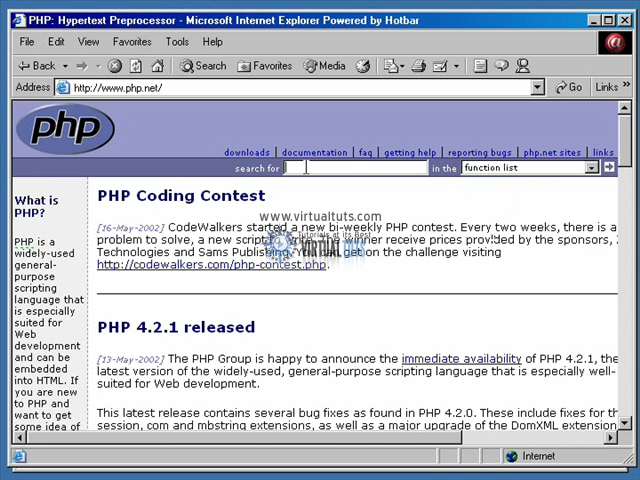 PHP: Hypertext Preprocessor - Microsoft Internet Explorer Powered by Hotbar
File Edit View Favorites Tools Help
Back Search Favorites Media
Address http://www.php.net/ Go Links »
php
downloads | documentation | faq | getting help | reporting bugs | php.net sites | links
search for in the function list
What is PHP?
PHP is a
widely-used
general-
purpose
scripting
language that
is especially
suited for
Web
development
and can be
embedded
into HTML. If
you are new
to PHP and
want to get
some idea of
PHP Coding Contest
www.virtualtuts.com
[16-May-2002] CodeWalkers started a new bi-weekly PHP contest. Every two weeks, there is a
problem to solve, a new script winner receive prices provided by the sponsors,
Technologies and Sams Publishing. You get on the challenge visiting
http://codewalkers.com/php-contest.php.
Tutorials at its Best
VIRTUAL TUTS
PHP 4.2.1 released
[13-May-2002] The PHP Group is happy to announce the immediate availability of PHP 4.2.1, the
latest version of the widely-used, general-purpose scripting language that is especially well-
suited for Web development.
This latest release contains several bug fixes as found in PHP 4.2.0. These include fixes for th
session, com and mbstring extensions, as well as a major upgrade of the DomXML extension
Internet